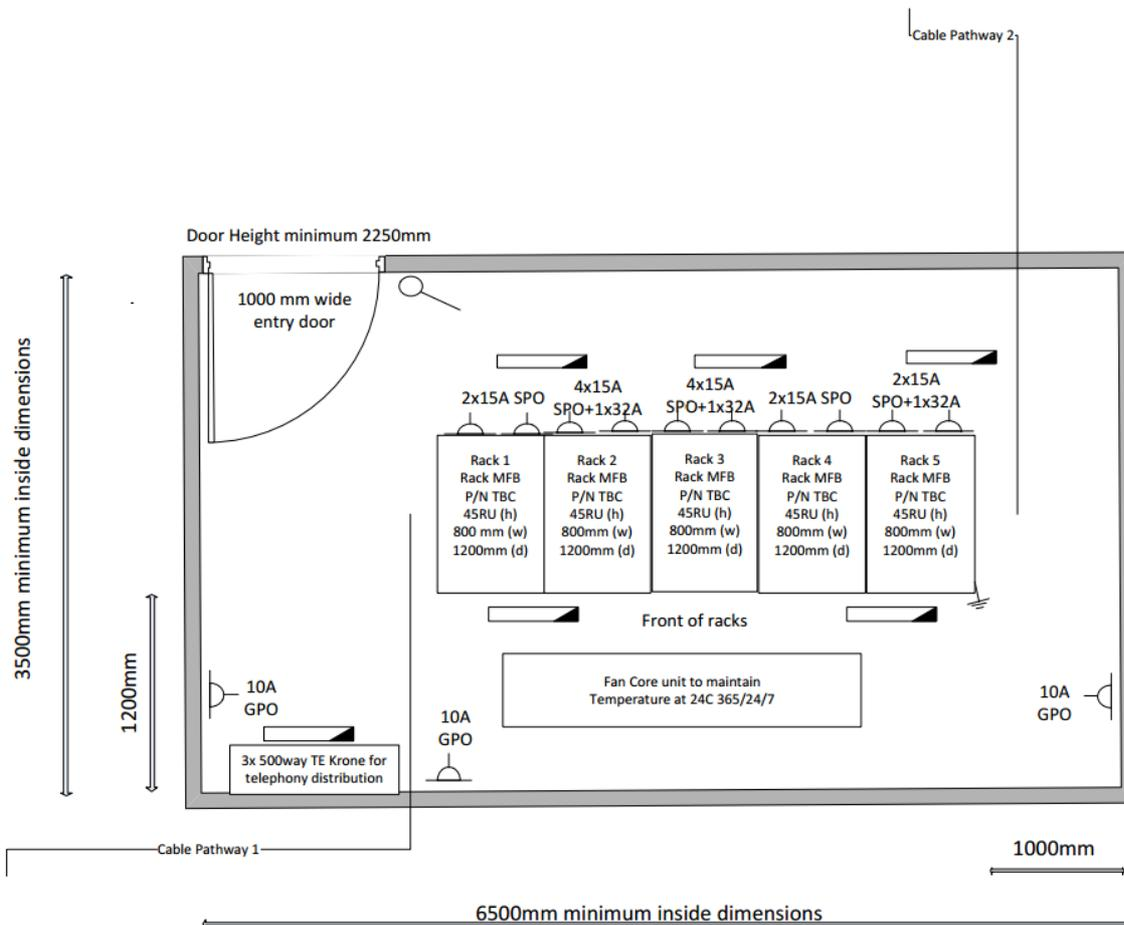 Cable Pathway 2
Door Height minimum 2250mm
1000 mm wide
entry door
3500mm minimum inside dimensions
1200mm
2x15A SPO
4x15A
SPO+1x32A
4x15A
SPO+1x32A
2x15A SPO
2x15A
SPO+1x32A
Rack 1
Rack MFB
P/N TBC
45RU (h)
800 mm (w)
1200mm (d)
Rack 2
Rack MFB
P/N TBC
45RU (h)
800mm (w)
1200mm (d)
Rack 3
Rack MFB
P/N TBC
45RU (h)
800mm (w)
1200mm (d)
Rack 4
Rack MFB
P/N TBC
45RU (h)
800mm (w)
1200mm (d)
Rack 5
Rack MFB
P/N TBC
45RU (h)
800mm (w)
1200mm (d)
Front of racks
Fan Core unit to maintain
Temperature at 24C 365/24/7
10A
GPO
10A
GPO
10A
GPO
3x 500way TE Krone for
telephony distribution
Cable Pathway 1
1000mm
6500mm minimum inside dimensions